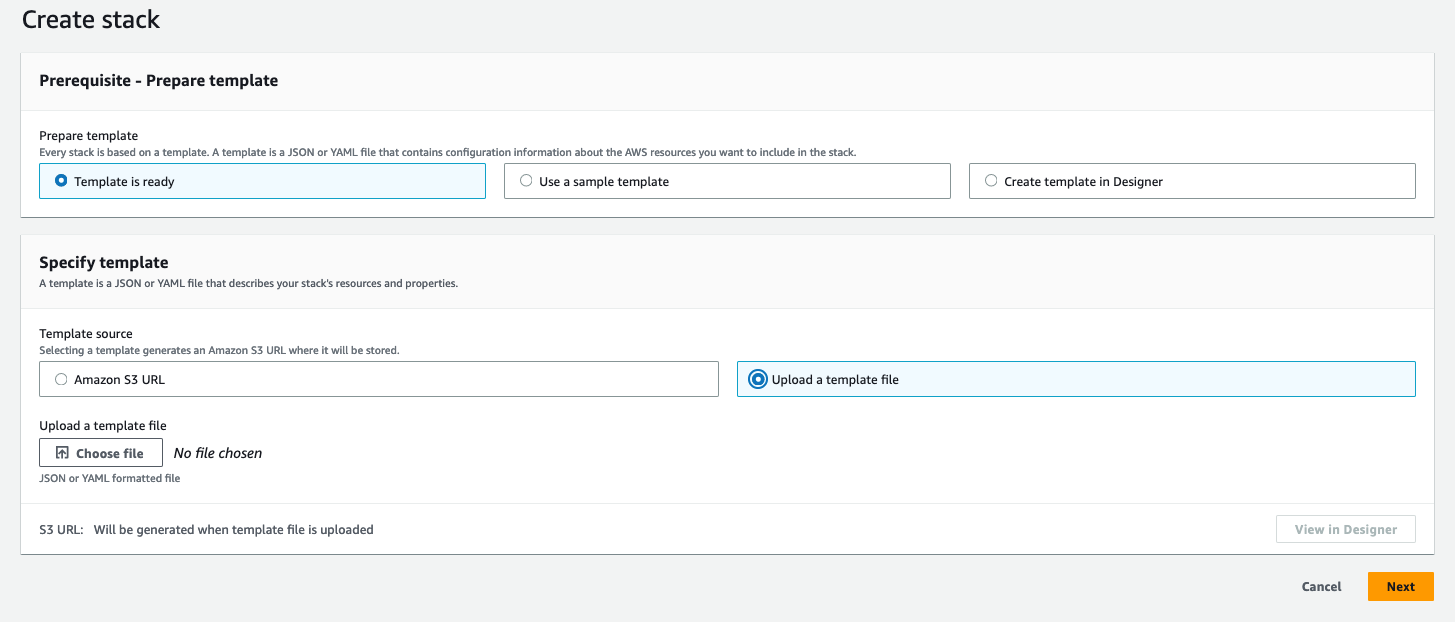 Create stack
Prerequisite - Prepare template
Prepare template
Every stack is based on a template. A template is a JSON or YAML file that contains configuration information about the AWS resources you want to include in the stack.
Template is ready
Use a sample template
Create template in Designer
Specify template
A template is a JSON or YAML file that describes your stack's resources and properties.
Template source
Selecting a template generates an Amazon S3 URL where it will be stored.
Amazon S3 URL
Upload a template file
Upload a template file
Choose file
No file chosen
JSON or YAML formatted file
S3 URL: Will be generated when template file is uploaded
View in Designer
Cancel
Next